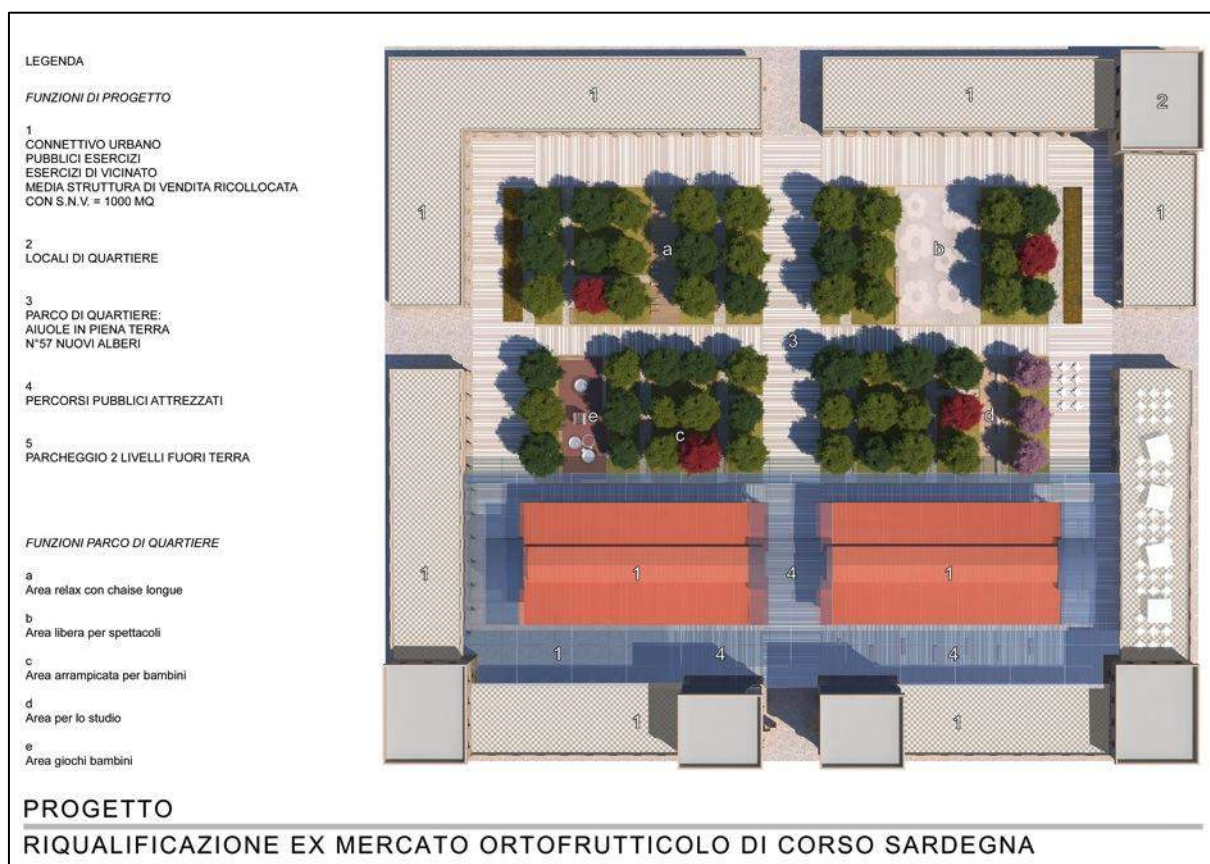 LEGENDA
FUNZIONI DI PROGETTO
1
CONNETTIVO URBANO
PUBBLICI ESERCIZI
ESERCIZI DI VICINATO
MEDIA STRUTTURA DI VENDITA RICOLLOCATA
CON S.N.V. = 1000 MQ
2
LOCALI DI QUARTIERE
3
PARCO DI QUARTIERE:
AIUOLE IN PIENA TERRA
N°57 NUOVI ALBERI
4
PERCORSI PUBBLICI ATTREZZATI
5
PARCHEGGIO 2 LIVELLI FUORI TERRA
FUNZIONI PARCO DI QUARTIERE
a
Area relax con chaise longue
b
Area libera per spettacoli
c
Area arrampicata per bambini
d
Area per lo studio
e
Area giochi bambini
1
1
2
1
1
a
b
3
e
c
d
1
1
4
1
1
4
4
1
1
PROGETTO
RIQUALIFICAZIONE EX MERCATO ORTOFRUTTICOLO DI CORSO SARDEGNA